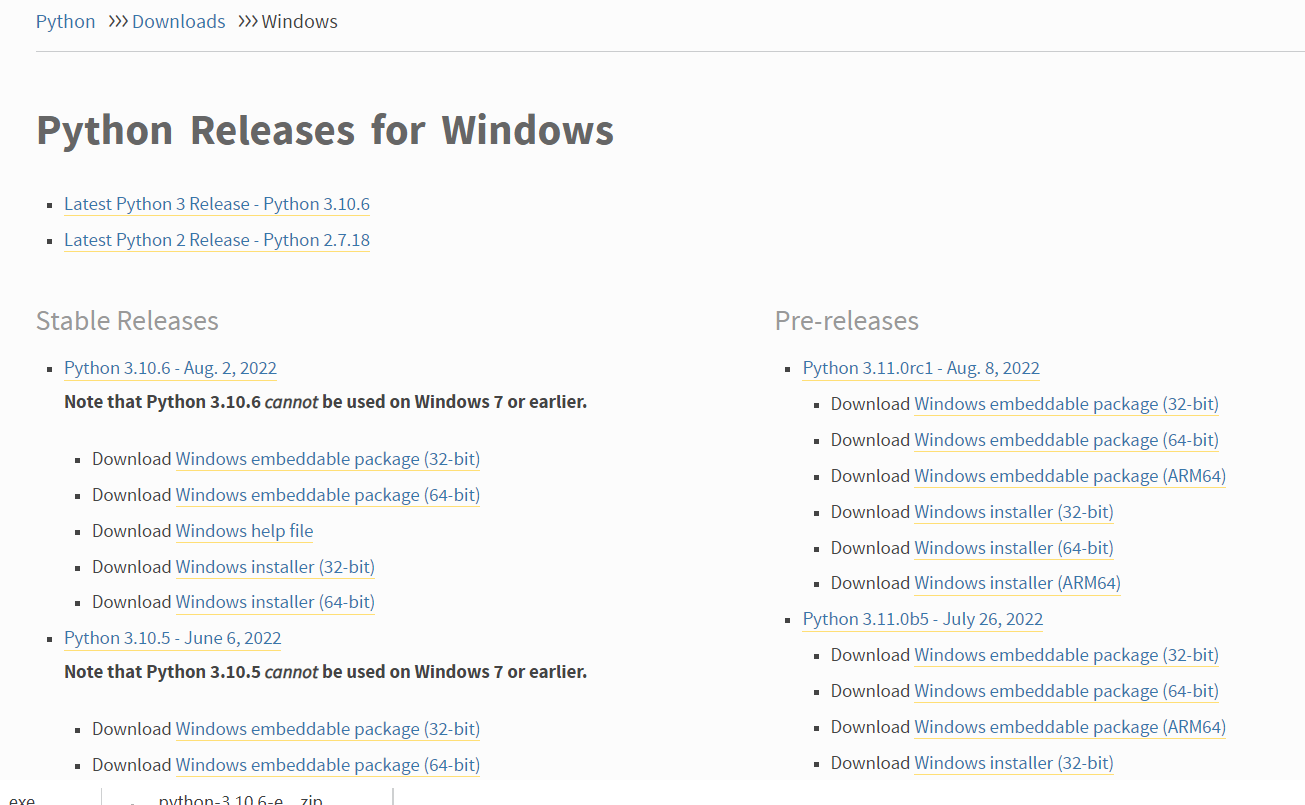 Python >>> Downloads >>> Windows
Python Releases for Windows
Latest Python 3 Release - Python 3.10.6
Latest Python 2 Release - Python 2.7.18
Stable Releases
Python 3.10.6 - Aug. 2, 2022
Note that Python 3.10.6 cannot be used on Windows 7 or earlier.
Download Windows embeddable package (32-bit)
Download Windows embeddable package (64-bit)
Download Windows help file
Download Windows installer (32-bit)
Download Windows installer (64-bit)
Python 3.10.5 - June 6, 2022
Note that Python 3.10.5 cannot be used on Windows 7 or earlier.
Download Windows embeddable package (32-bit)
Download Windows embeddable package (64-bit)
Pre-releases
Python 3.11.0rc1 - Aug. 8, 2022
Download Windows embeddable package (32-bit)
Download Windows embeddable package (64-bit)
Download Windows embeddable package (ARM64)
Download Windows installer (32-bit)
Download Windows installer (64-bit)
Download Windows installer (ARM64)
Python 3.11.0b5 - July 26, 2022
Download Windows embeddable package (32-bit)
Download Windows embeddable package (64-bit)
Download Windows embeddable package (ARM64)
Download Windows installer (32-bit)
exe
python-3.10.6-e....zip